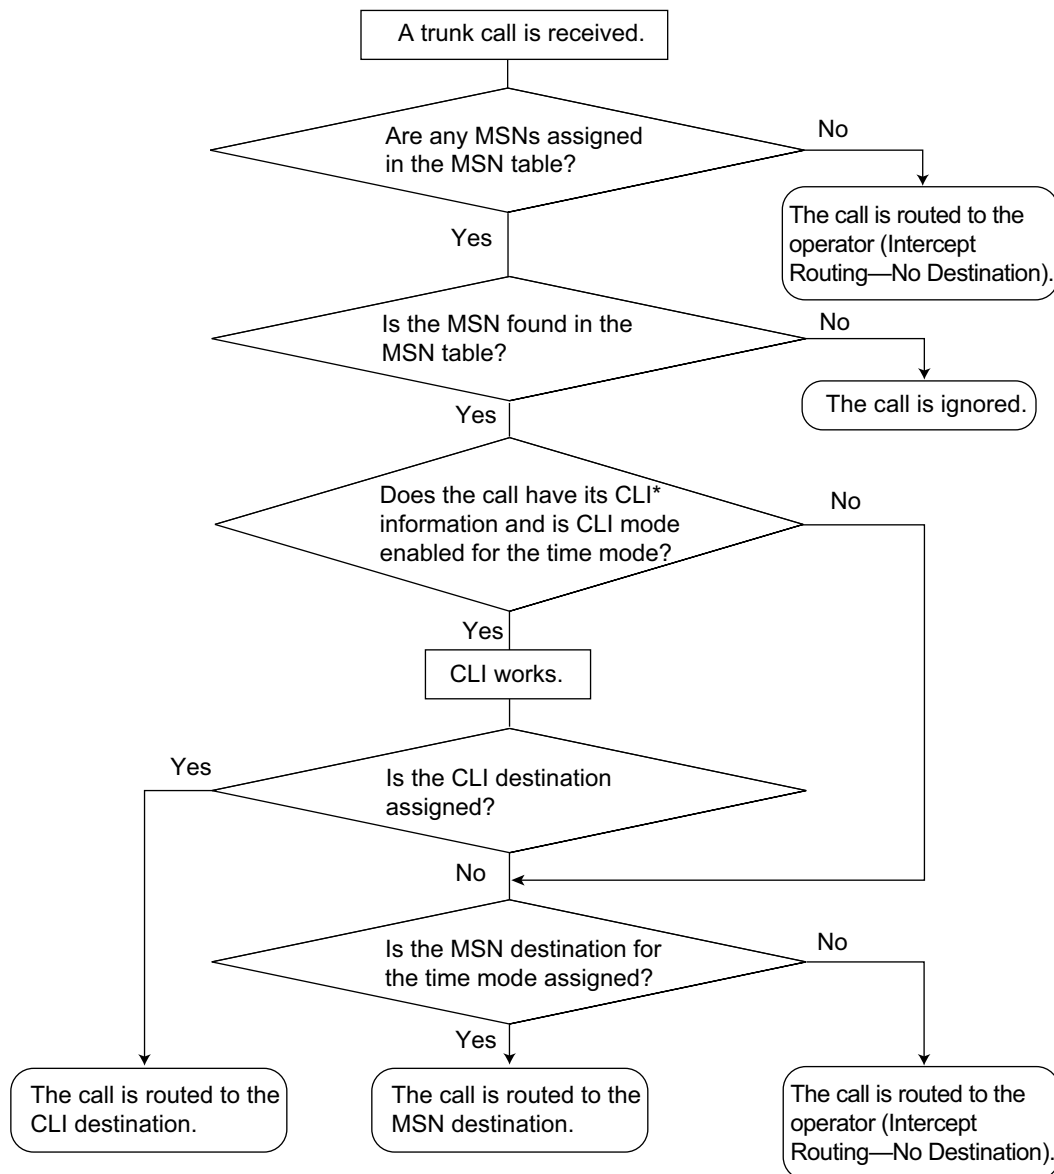 A trunk call is received.
Are any MSNs assigned
in the MSN table?
No
The call is routed to the
operator (Intercept
Routing—No Destination).
Yes
Is the MSN found in the
MSN table?
No
The call is ignored.
Yes
Does the call have its CLI*
information and is CLI mode
enabled for the time mode?
No
Yes
CLI works.
Yes
Is the CLI destination
assigned?
No
Is the MSN destination for
the time mode assigned?
No
Yes
The call is routed to the
CLI destination.
The call is routed to the
MSN destination.
The call is routed to the
operator (Intercept
Routing—No Destination).